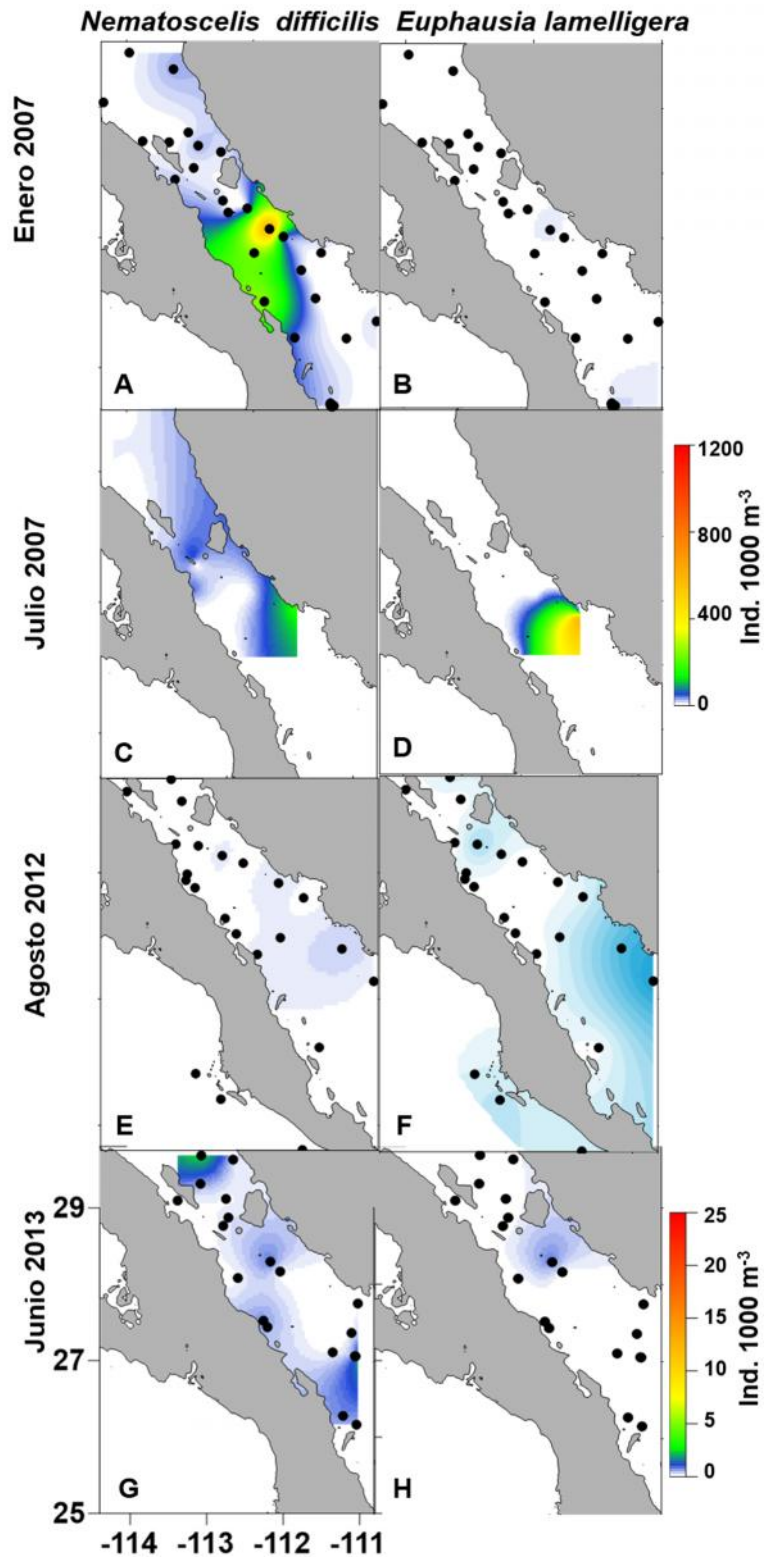 Nematoscelis difficilis Euphausia lamelligera
Enero 2007
A
B
Julio 2007
C
D
1200
800
400
0
Ind. 1000 m-3
Agosto 2012
E
F
Junio 2013
29
27
25
G
H
25
20
15
10
5
0
Ind. 1000 m-3
-114 -113 -112 -111